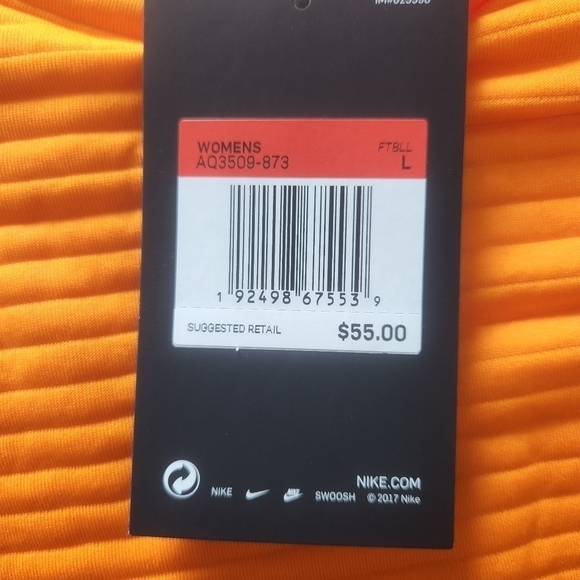 WOMENS FTBLL
AQ3509-873 L
1 92498 67553 9
SUGGESTED RETAIL $55.00
NIKE.COM
NIKE SWOOSH © 2017 Nike